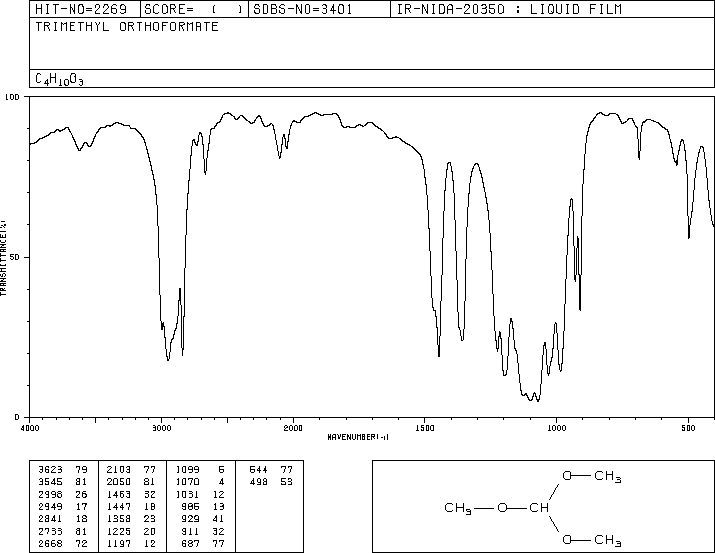 HIT-NO=2269 SCORE= ( ) SDBS-NO=3401 IR-NIDA-20350 : LIQUID FILM
TRIMETHYL ORTHOFORMATE
C4H10O3
100
TRANSMITTANCE(%)
50
0
4000 3000 2000 1500 1000 500
WAVENUMBER(-1)
3623 79 2103 77 1099 6 544 77
3545 81 2050 81 1070 4 498 53
2998 26 1463 32 1031 12
2949 17 1447 18 985 13
2841 18 1358 23 929 41
2733 81 1225 20 911 32
2668 72 1197 12 687 77
O CH3
CH3 O CH
O CH3